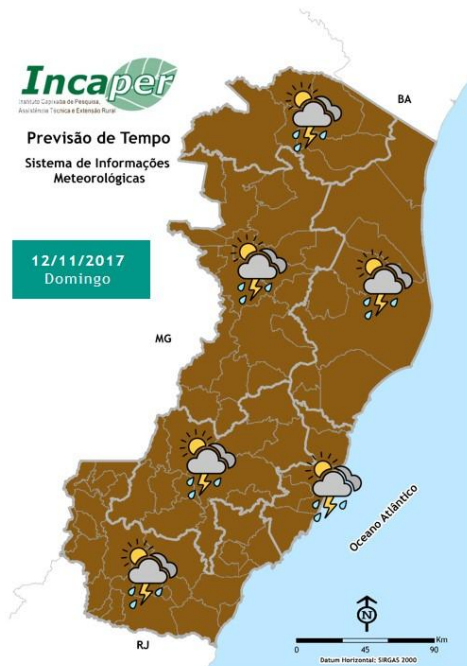 Incaper
Instituto Capixaba de Pesquisa,
Assistência Técnica e Extensão Rural
Previsão de Tempo
Sistema de Informações
Meteorológicas
12/11/2017
Domingo
BA
MG
Oceano Atlântico
RJ
N
Km
0 45 90
Datum Horizontal: SIRGAS 2000